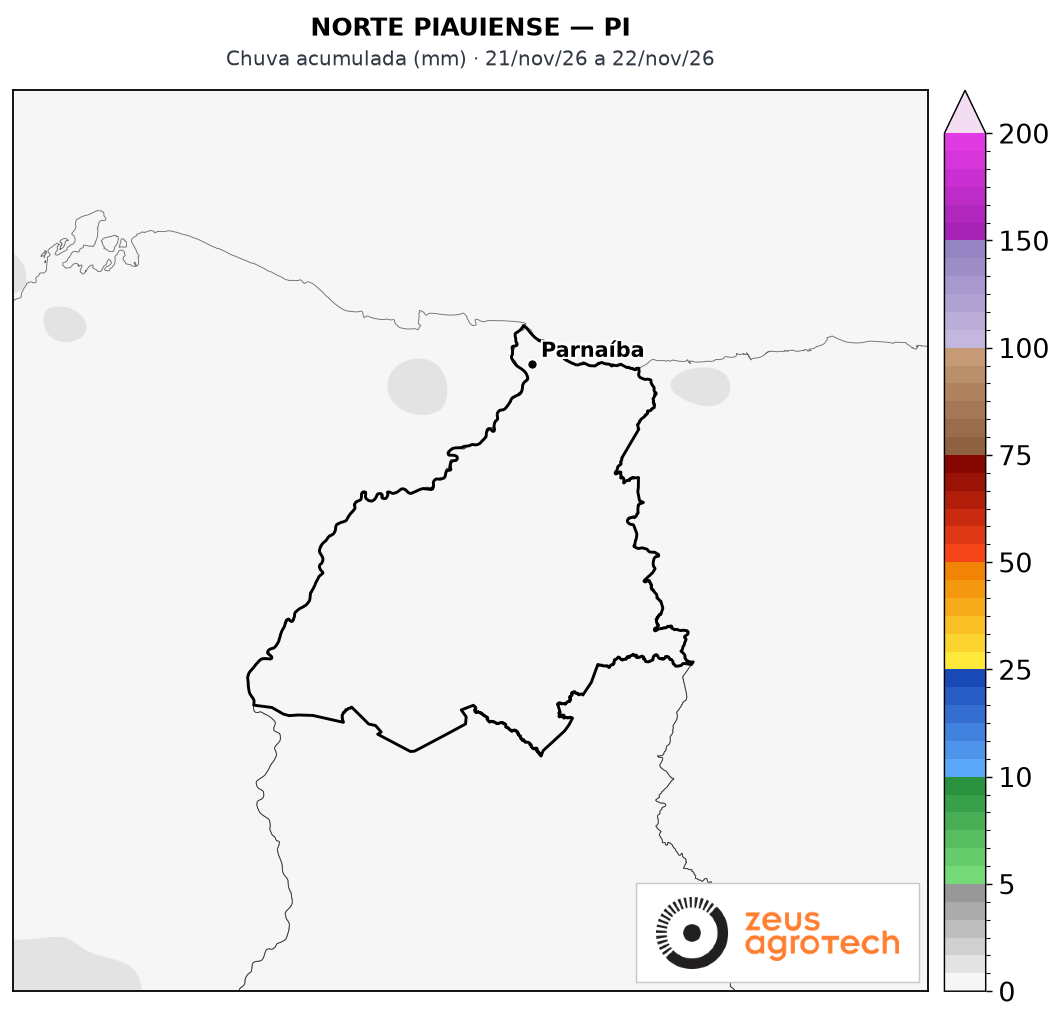 NORTE PIAUIENSE — PI
Chuva acumulada (mm) · 21/nov/26 a 22/nov/26
Parnaíba
200
150
100
75
50
25
10
5
0
zeus
agrotech